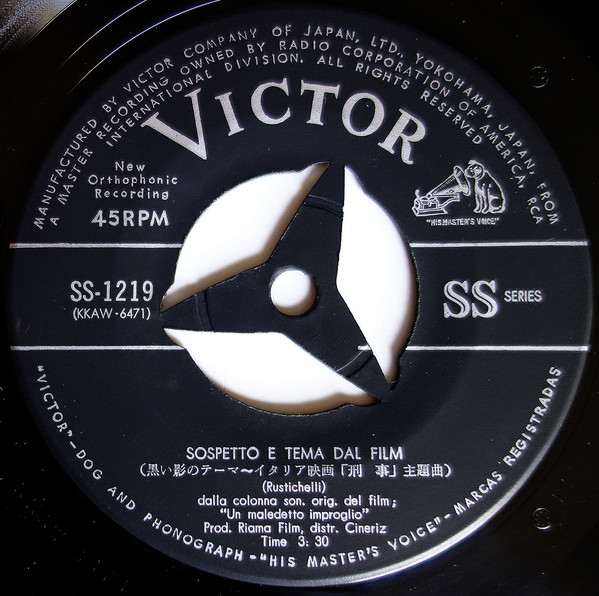 MANUFACTURED BY VICTOR COMPANY OF JAPAN, LTD., YOKOHAMA, JAPAN, FROM
A MASTER RECORDING OWNED BY RADIO CORPORATION OF AMERICA, RCA
INTERNATIONAL DIVISION. ALL RIGHTS RESERVED
VICTOR
New
Orthophonic
Recording
45RPM
"HIS MASTER'S VOICE"
SS-1219
(KKAW-6471)
SS SERIES
SOSPETTO E TEMA DAL FILM
(黒い影のテーマ〜イタリア映画「刑 事」主題曲)
(Rustichelli)
dalla colonna son. orig. del film;
"Un maledetto improglio"
Prod. Riama Film, distr. Cineriz
Time 3:30
"VICTOR"-DOG AND PHONOGRAPH-"HIS MASTER'S VOICE"-MARCAS REGISTRADAS